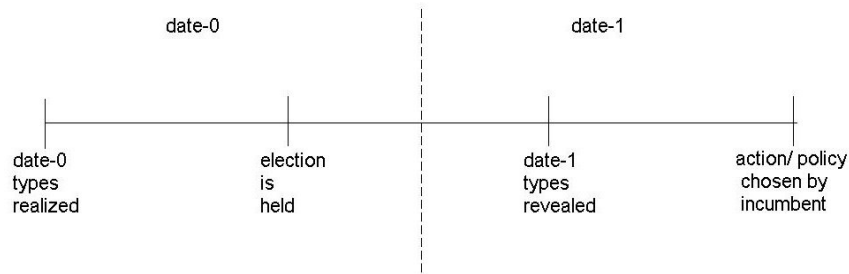 date-0
date-1
date-0
types
realized
election
is
held
date-1
types
revealed
action/ policy
chosen by
incumbent